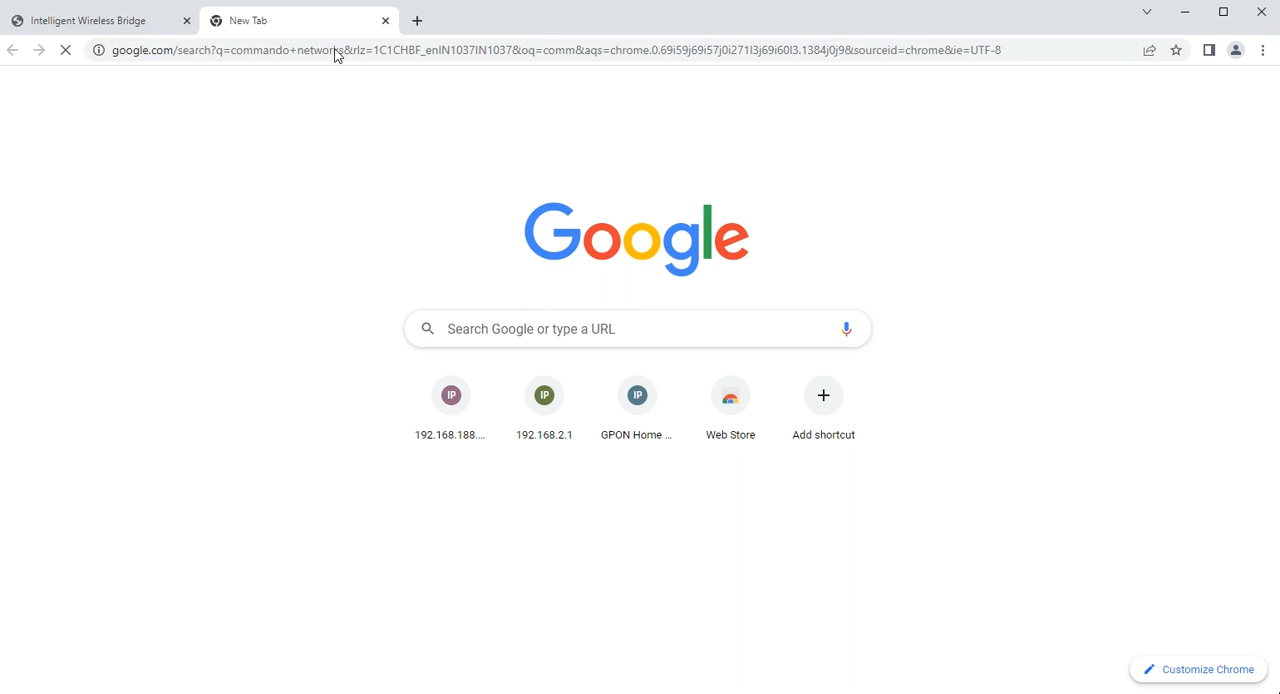 Intelligent Wireless Bridge
New Tab
google.com/search?q=commando+networks&rlz=1C1CHBF_enIN1037IN1037&oq=comm&aqs=chrome.0.69i59j69i57j0i271l3j69i60l3.1384j0j9&sourceid=chrome&ie=UTF-8
Google
Search Google or type a URL
IP IP IP
192.168.188.... 192.168.2.1 GPON Home ... Web Store Add shortcut
Customize Chrome